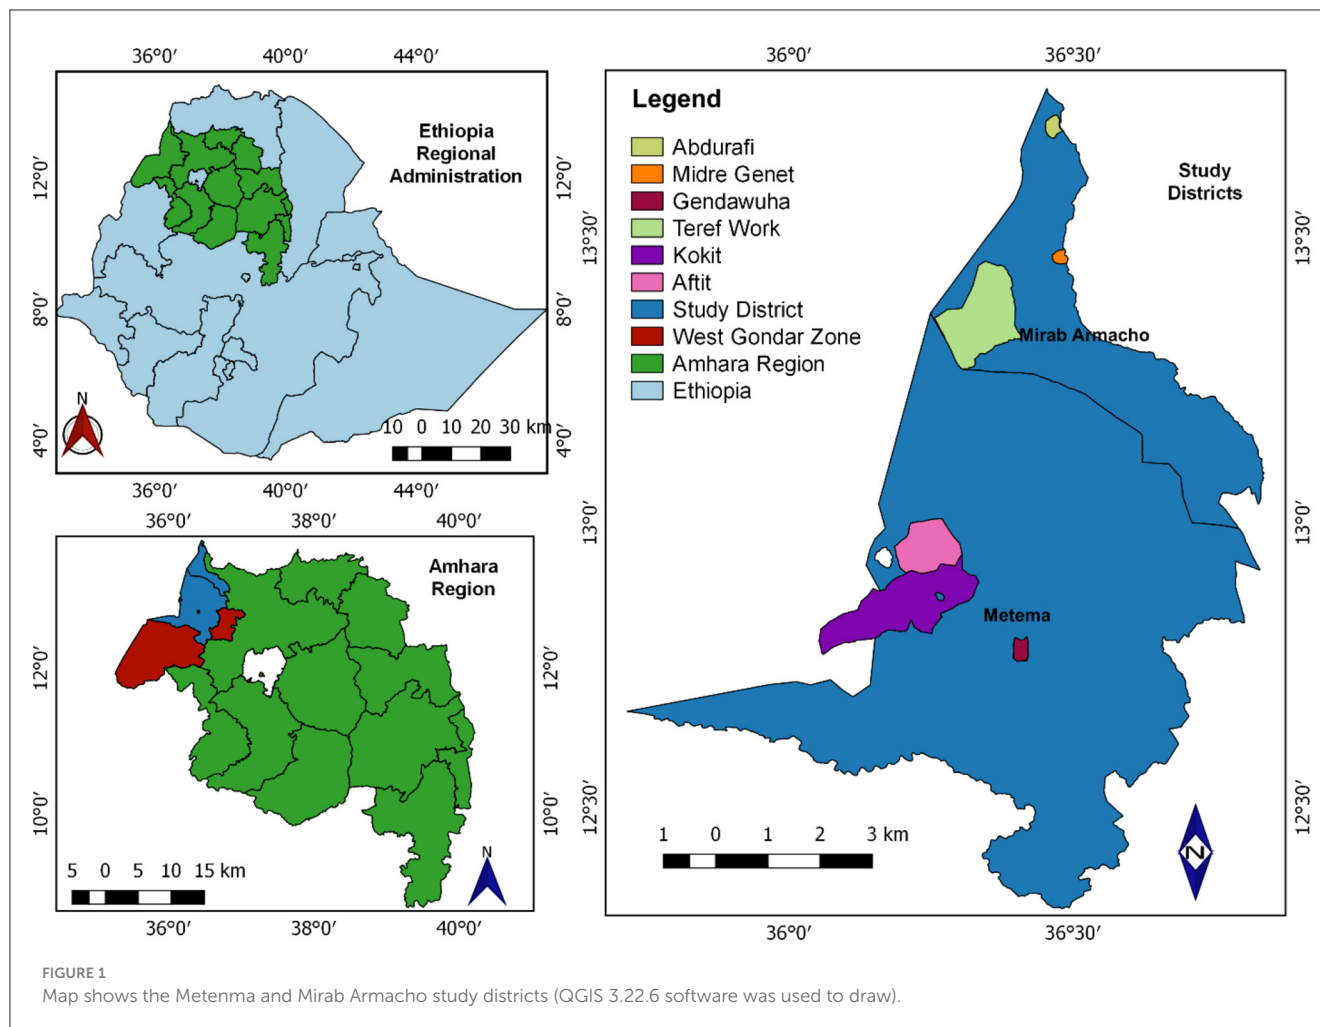 36°0′ 40°0′ 44°0′
Ethiopia
Regional
Administration
12°0′
8°0′
4°0′
12°0′
8°0′
4°0′
N
10 0 10 20 30 km
36°0′ 40°0′ 44°0′
36°0′ 38°0′ 40°0′
Amhara
Region
12°0′
10°0′
12°0′
10°0′
5 0 5 10 15 km
N
36°0′ 38°0′ 40°0′
36°0′ 36°30′
Legend
Abdurafi
Midre Genet
Gendawuha
Teref Work
Kokit
Aftit
Study District
West Gondar Zone
Amhara Region
Ethiopia
Study
Districts
13°30′
13°0′
12°30′
13°30′
13°0′
12°30′
Mirab Armacho
Metema
1 0 1 2 3 km
N
36°0′ 36°30′
FIGURE 1
Map shows the Metenma and Mirab Armacho study districts (QGIS 3.22.6 software was used to draw).